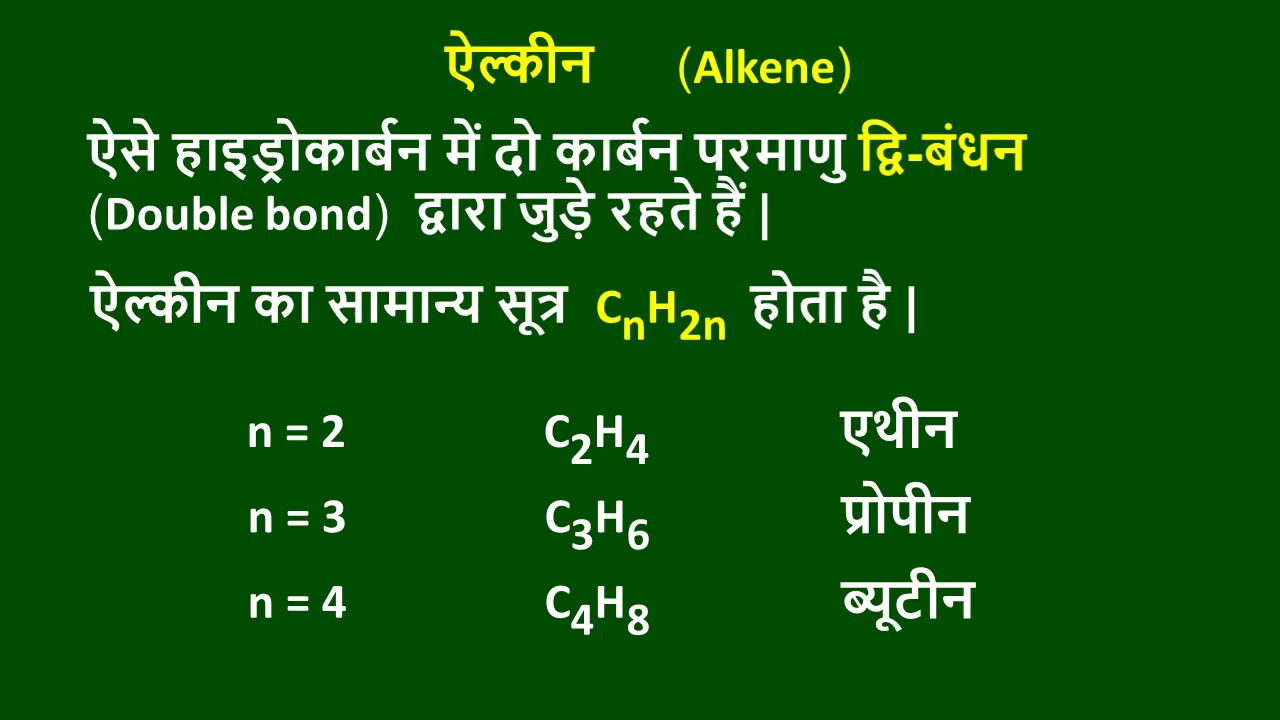 ऐल्कीन (Alkene)
ऐसे हाइड्रोकार्बन में दो कार्बन परमाणु द्वि-बंधन
(Double bond) द्वारा जुड़े रहते हैं |
ऐल्कीन का सामान्य सूत्र CₙH₂ₙ होता है |
n = 2 C₂H₄ एथीन
n = 3 C₃H₆ प्रोपीन
n = 4 C₄H₈ ब्यूटीन